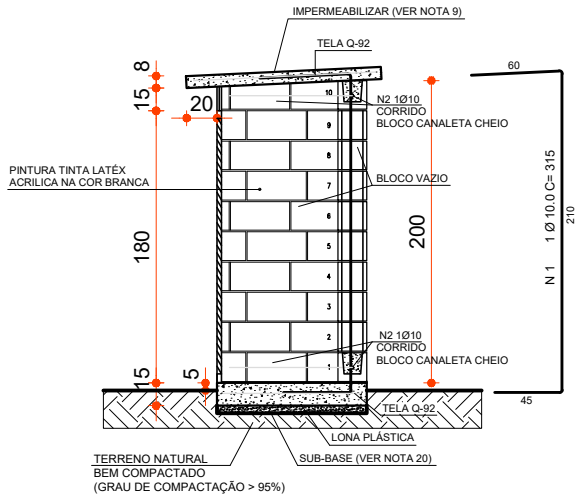 IMPERMEABILIZAR (VER NOTA 9)
TELA Q-92
60
8
15
20
10
N2 1Ø10
CORRIDO
BLOCO CANALETA CHEIO
9
8
PINTURA TINTA LATÉX
ACRILICA NA COR BRANCA
7
BLOCO VAZIO
6
180
200
5
4
3
2
N2 1Ø10
CORRIDO
BLOCO CANALETA CHEIO
1
N 1 1 Ø 10.0 C= 315
210
15
5
45
TELA Q-92
LONA PLÁSTICA
TERRENO NATURAL
BEM COMPACTADO
(GRAU DE COMPACTAÇÃO > 95%)
SUB-BASE (VER NOTA 20)